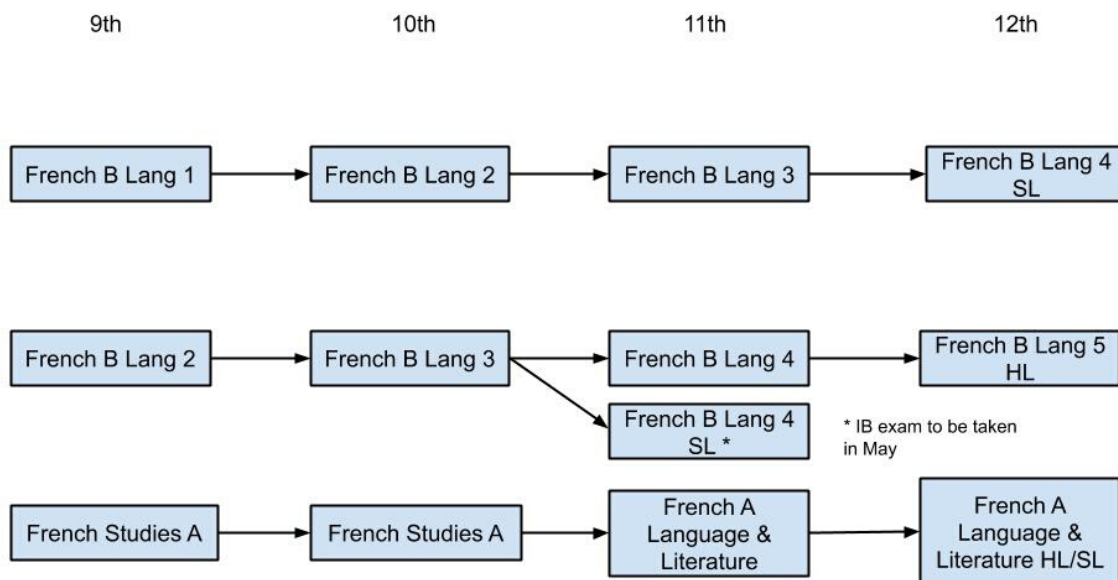 9th
10th
11th
12th
French B Lang 1
French B Lang 2
French B Lang 3
French B Lang 4
SL
French B Lang 2
French B Lang 3
French B Lang 4
French B Lang 5
HL
French B Lang 4
SL *
* IB exam to be taken
in May
French Studies A
French Studies A
French A
Language &
Literature
French A
Language &
Literature HL/SL